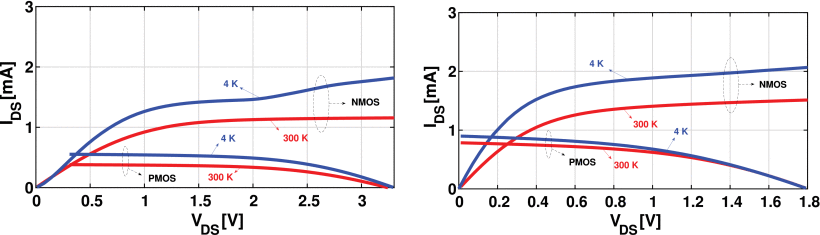 3
2
1
0
I_DS [mA]
4 K
NMOS
4 K
300 K
PMOS
300 K
0 0.5 1 1.5 2 2.5 3
V_DS [V]
3
2
1
0
I_DS [mA]
4 K
NMOS
300 K
4 K
PMOS
300 K
0 0.2 0.4 0.6 0.8 1 1.2 1.4 1.6 1.8
V_DS [V]